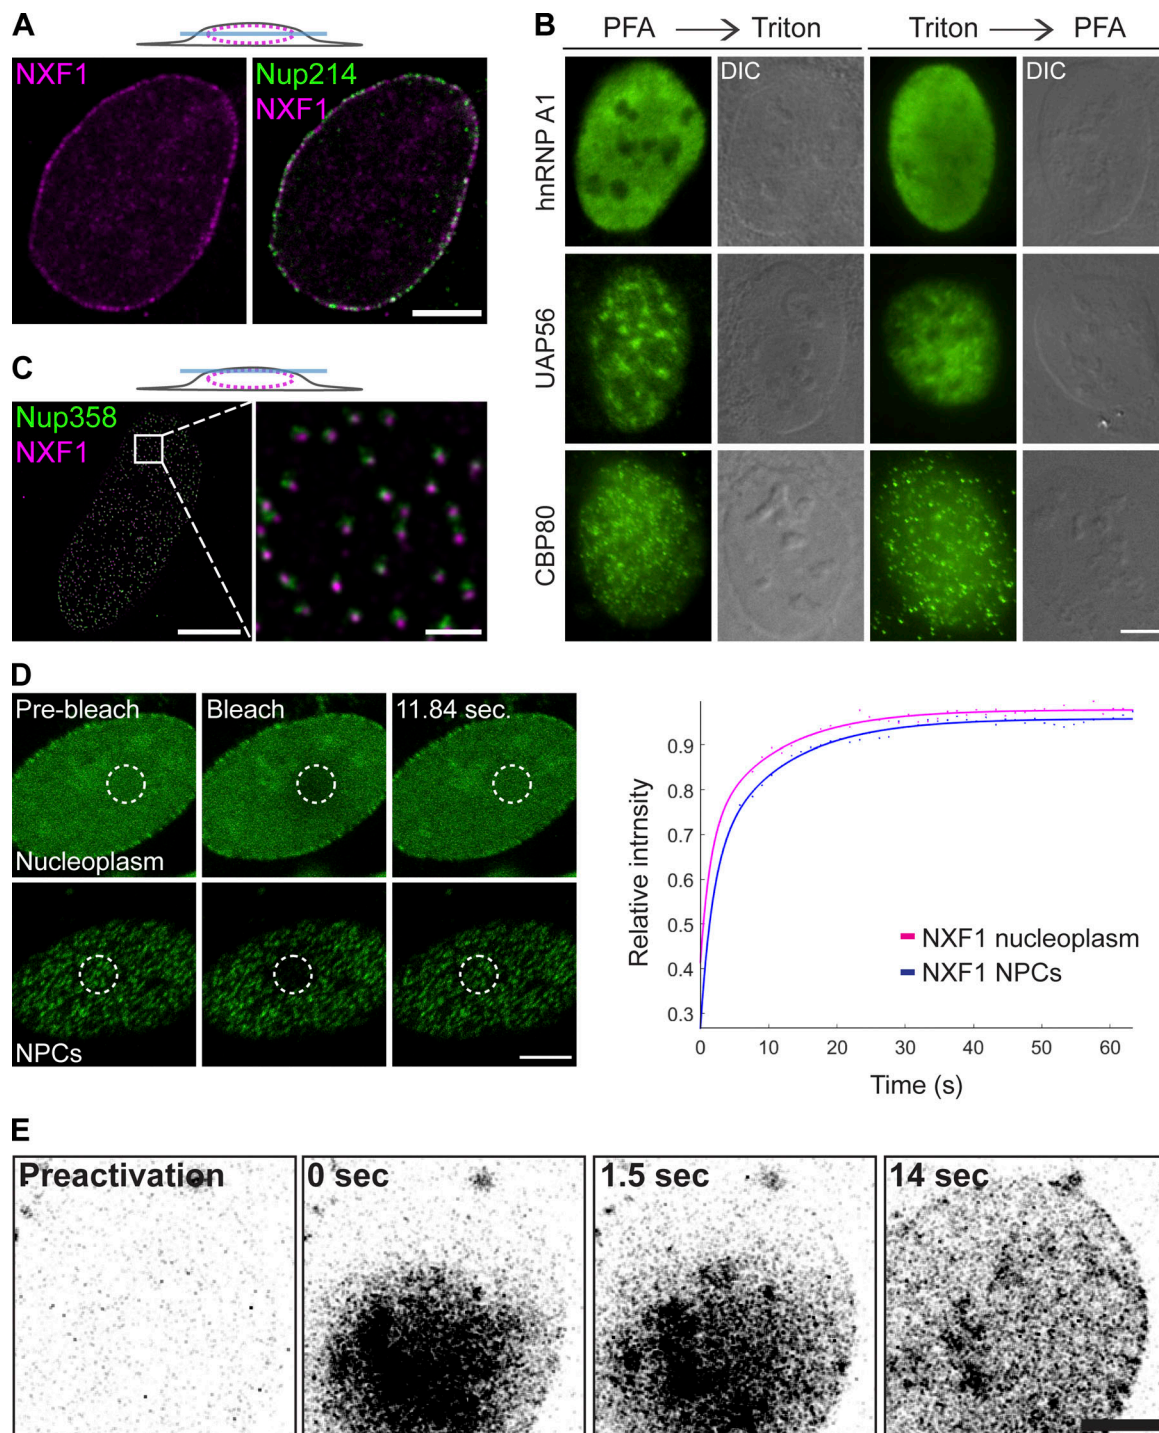 A
NXF1
Nup214
NXF1
B
PFA → Triton
Triton → PFA
DIC
DIC
hnRNP A1
UAP56
CBP80
C
Nup358
NXF1
D
Pre-bleach
Bleach
11.84 sec.
Nucleoplasm
NPCs
Relative intrnsity
0.9
0.8
0.7
0.6
0.5
0.4
0.3
0
10
20
30
40
50
60
Time (s)
NXF1 nucleoplasm
NXF1 NPCs
E
Preactivation
0 sec
1.5 sec
14 sec